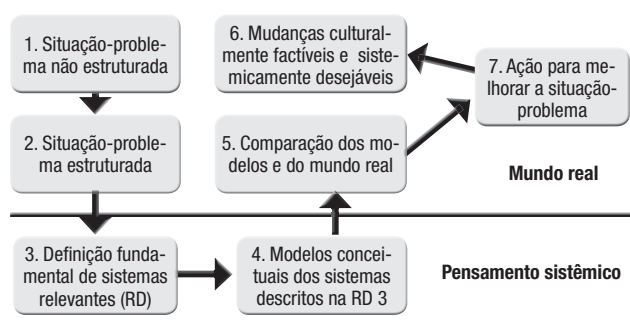 1. Situação-proble-
ma não estruturada
2. Situação-proble-
ma estruturada
3. Definição funda-
mental de sistemas
relevantes (RD)
4. Modelos concei-
tuais dos sistemas
descritos na RD 3
5. Comparação dos mo-
delos e do mundo real
6. Mudanças cultural-
mente factíveis e siste-
micamente desejáveis
7. Ação para me-
lhorar a situação-
problema
Mundo real
Pensamento sistêmico